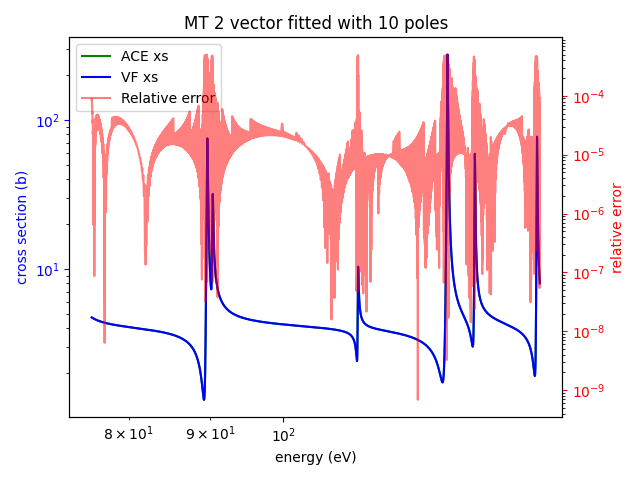 MT 2 vector fitted with 10 poles
ACE xs
VF xs
Relative error
cross section (b)
10²
10¹
10⁻⁴
10⁻⁵
10⁻⁶
10⁻⁷
10⁻⁸
10⁻⁹
relative error
8 × 10¹
9 × 10¹
10²
energy (eV)